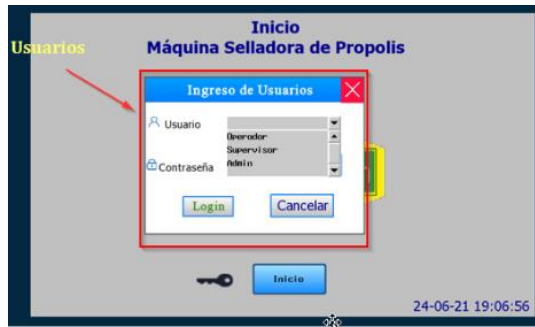 Inicio
Máquina Selladora de Propolis
Usuarios
Ingreso de Usuarios
Usuario
Operador
Supervisor
Admin
Contraseña
Login
Cancelar
Inicio
24-06-21 19:06:56